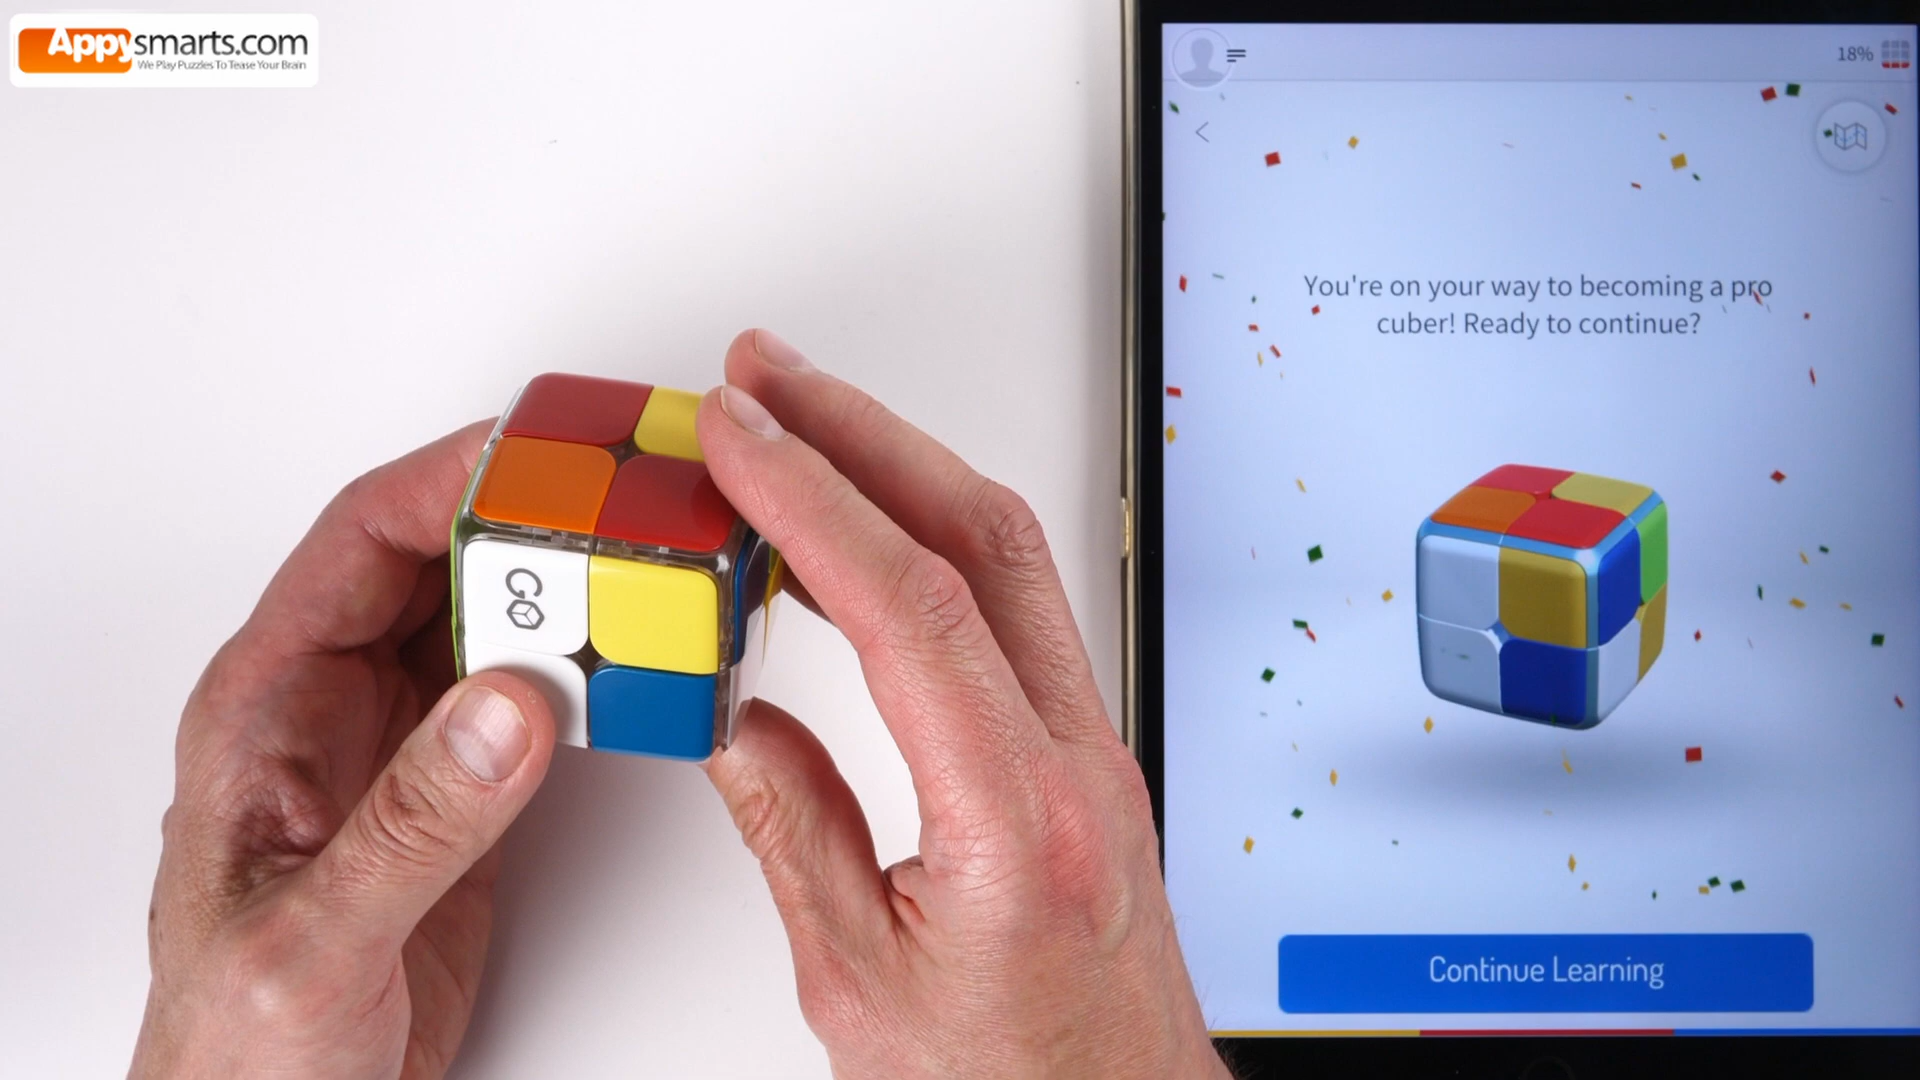 Appysmarts.com
We Play Puzzles To Tease Your Brain
18%
You're on your way to becoming a pro
cuber! Ready to continue?
GO
Continue Learning